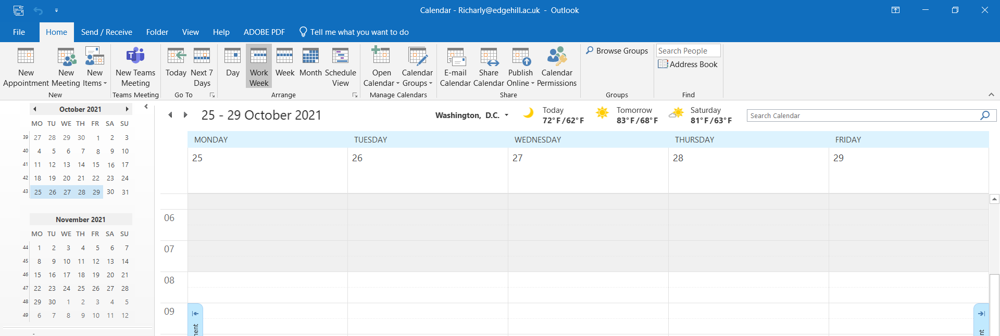 Calendar - Richarly@edgehill.ac.uk - Outlook
File Home Send / Receive Folder View Help ADOBE PDF Tell me what you want to do
New Appointment
New Meeting
New Items
New
New Teams Meeting
Teams Meeting
Today
Next 7 Days
Go To
Day
Work Week
Week
Month
Schedule View
Arrange
Open Calendar
Calendar Groups
Manage Calendars
E-mail Calendar
Share Calendar
Publish Online
Calendar Permissions
Share
Browse Groups
Groups
Search People
Address Book
Find
October 2021
MO TU WE TH FR SA SU
39 27 28 29 30 1 2 3
40 4 5 6 7 8 9 10
41 11 12 13 14 15 16 17
42 18 19 20 21 22 23 24
43 25 26 27 28 29 30 31
November 2021
MO TU WE TH FR SA SU
44 1 2 3 4 5 6 7
45 8 9 10 11 12 13 14
46 15 16 17 18 19 20 21
47 22 23 24 25 26 27 28
48 29 30 1 2 3 4 5
49 6 7 8 9 10 11 12
25 - 29 October 2021
Washington, D.C.
Today
72°F/62°F
Tomorrow
83°F/68°F
Saturday
81°F/63°F
Search Calendar
MONDAY TUESDAY WEDNESDAY THURSDAY FRIDAY
25 26 27 28 29
06
07
08
09